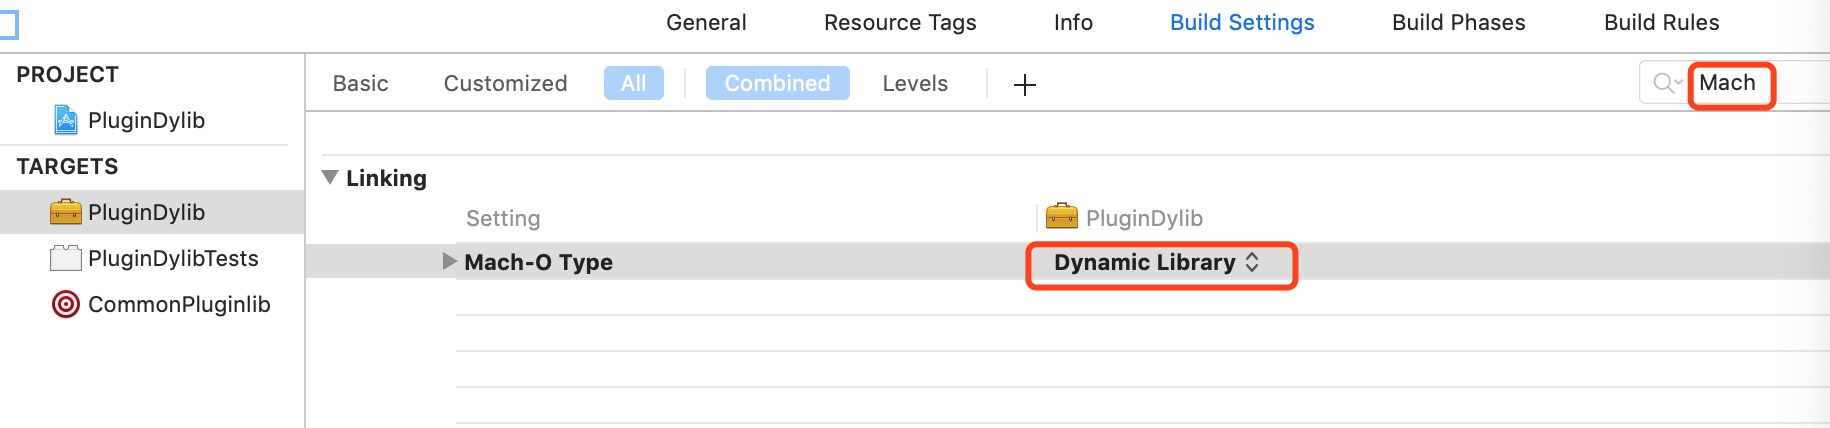 General Resource Tags Info Build Settings Build Phases Build Rules
PROJECT
PluginDylib
TARGETS
PluginDylib
PluginDylibTests
CommonPluginlib
Basic Customized All Combined Levels + Mach
Linking
Setting PluginDylib
Mach-O Type Dynamic Library